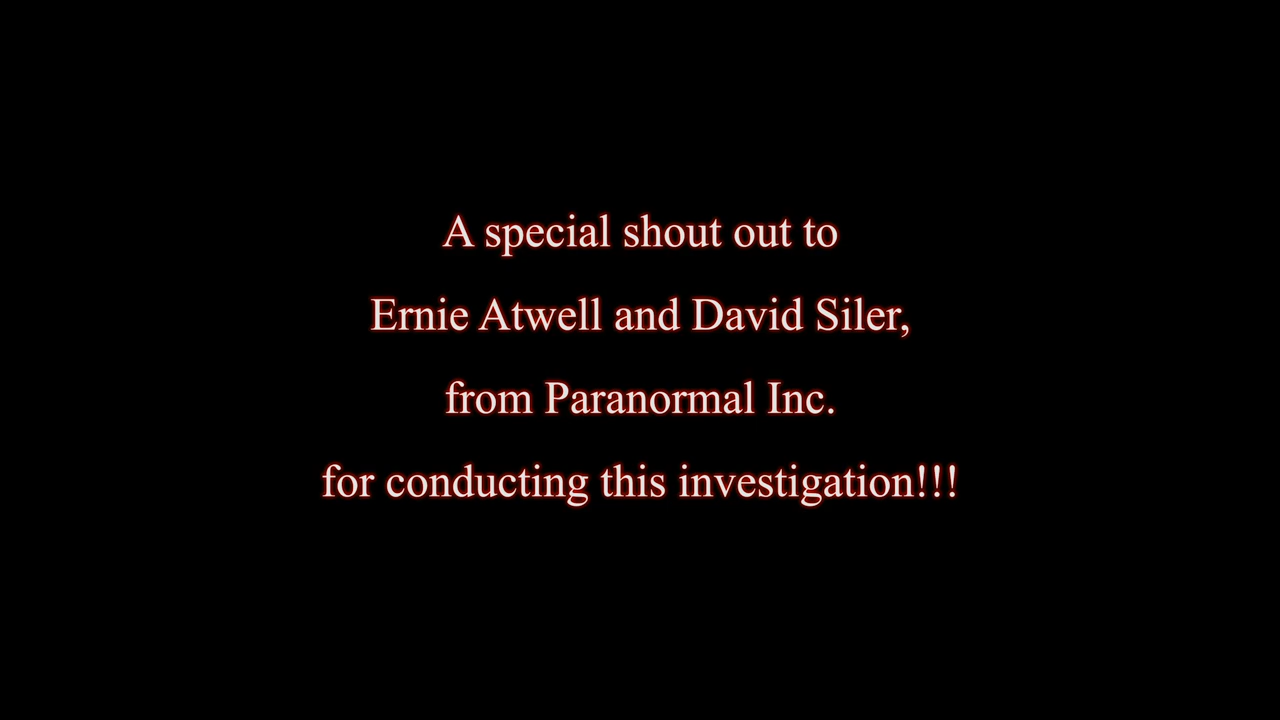 A special shout out to
Ernie Atwell and David Siler,
from Paranormal Inc.
for conducting this investigation!!!